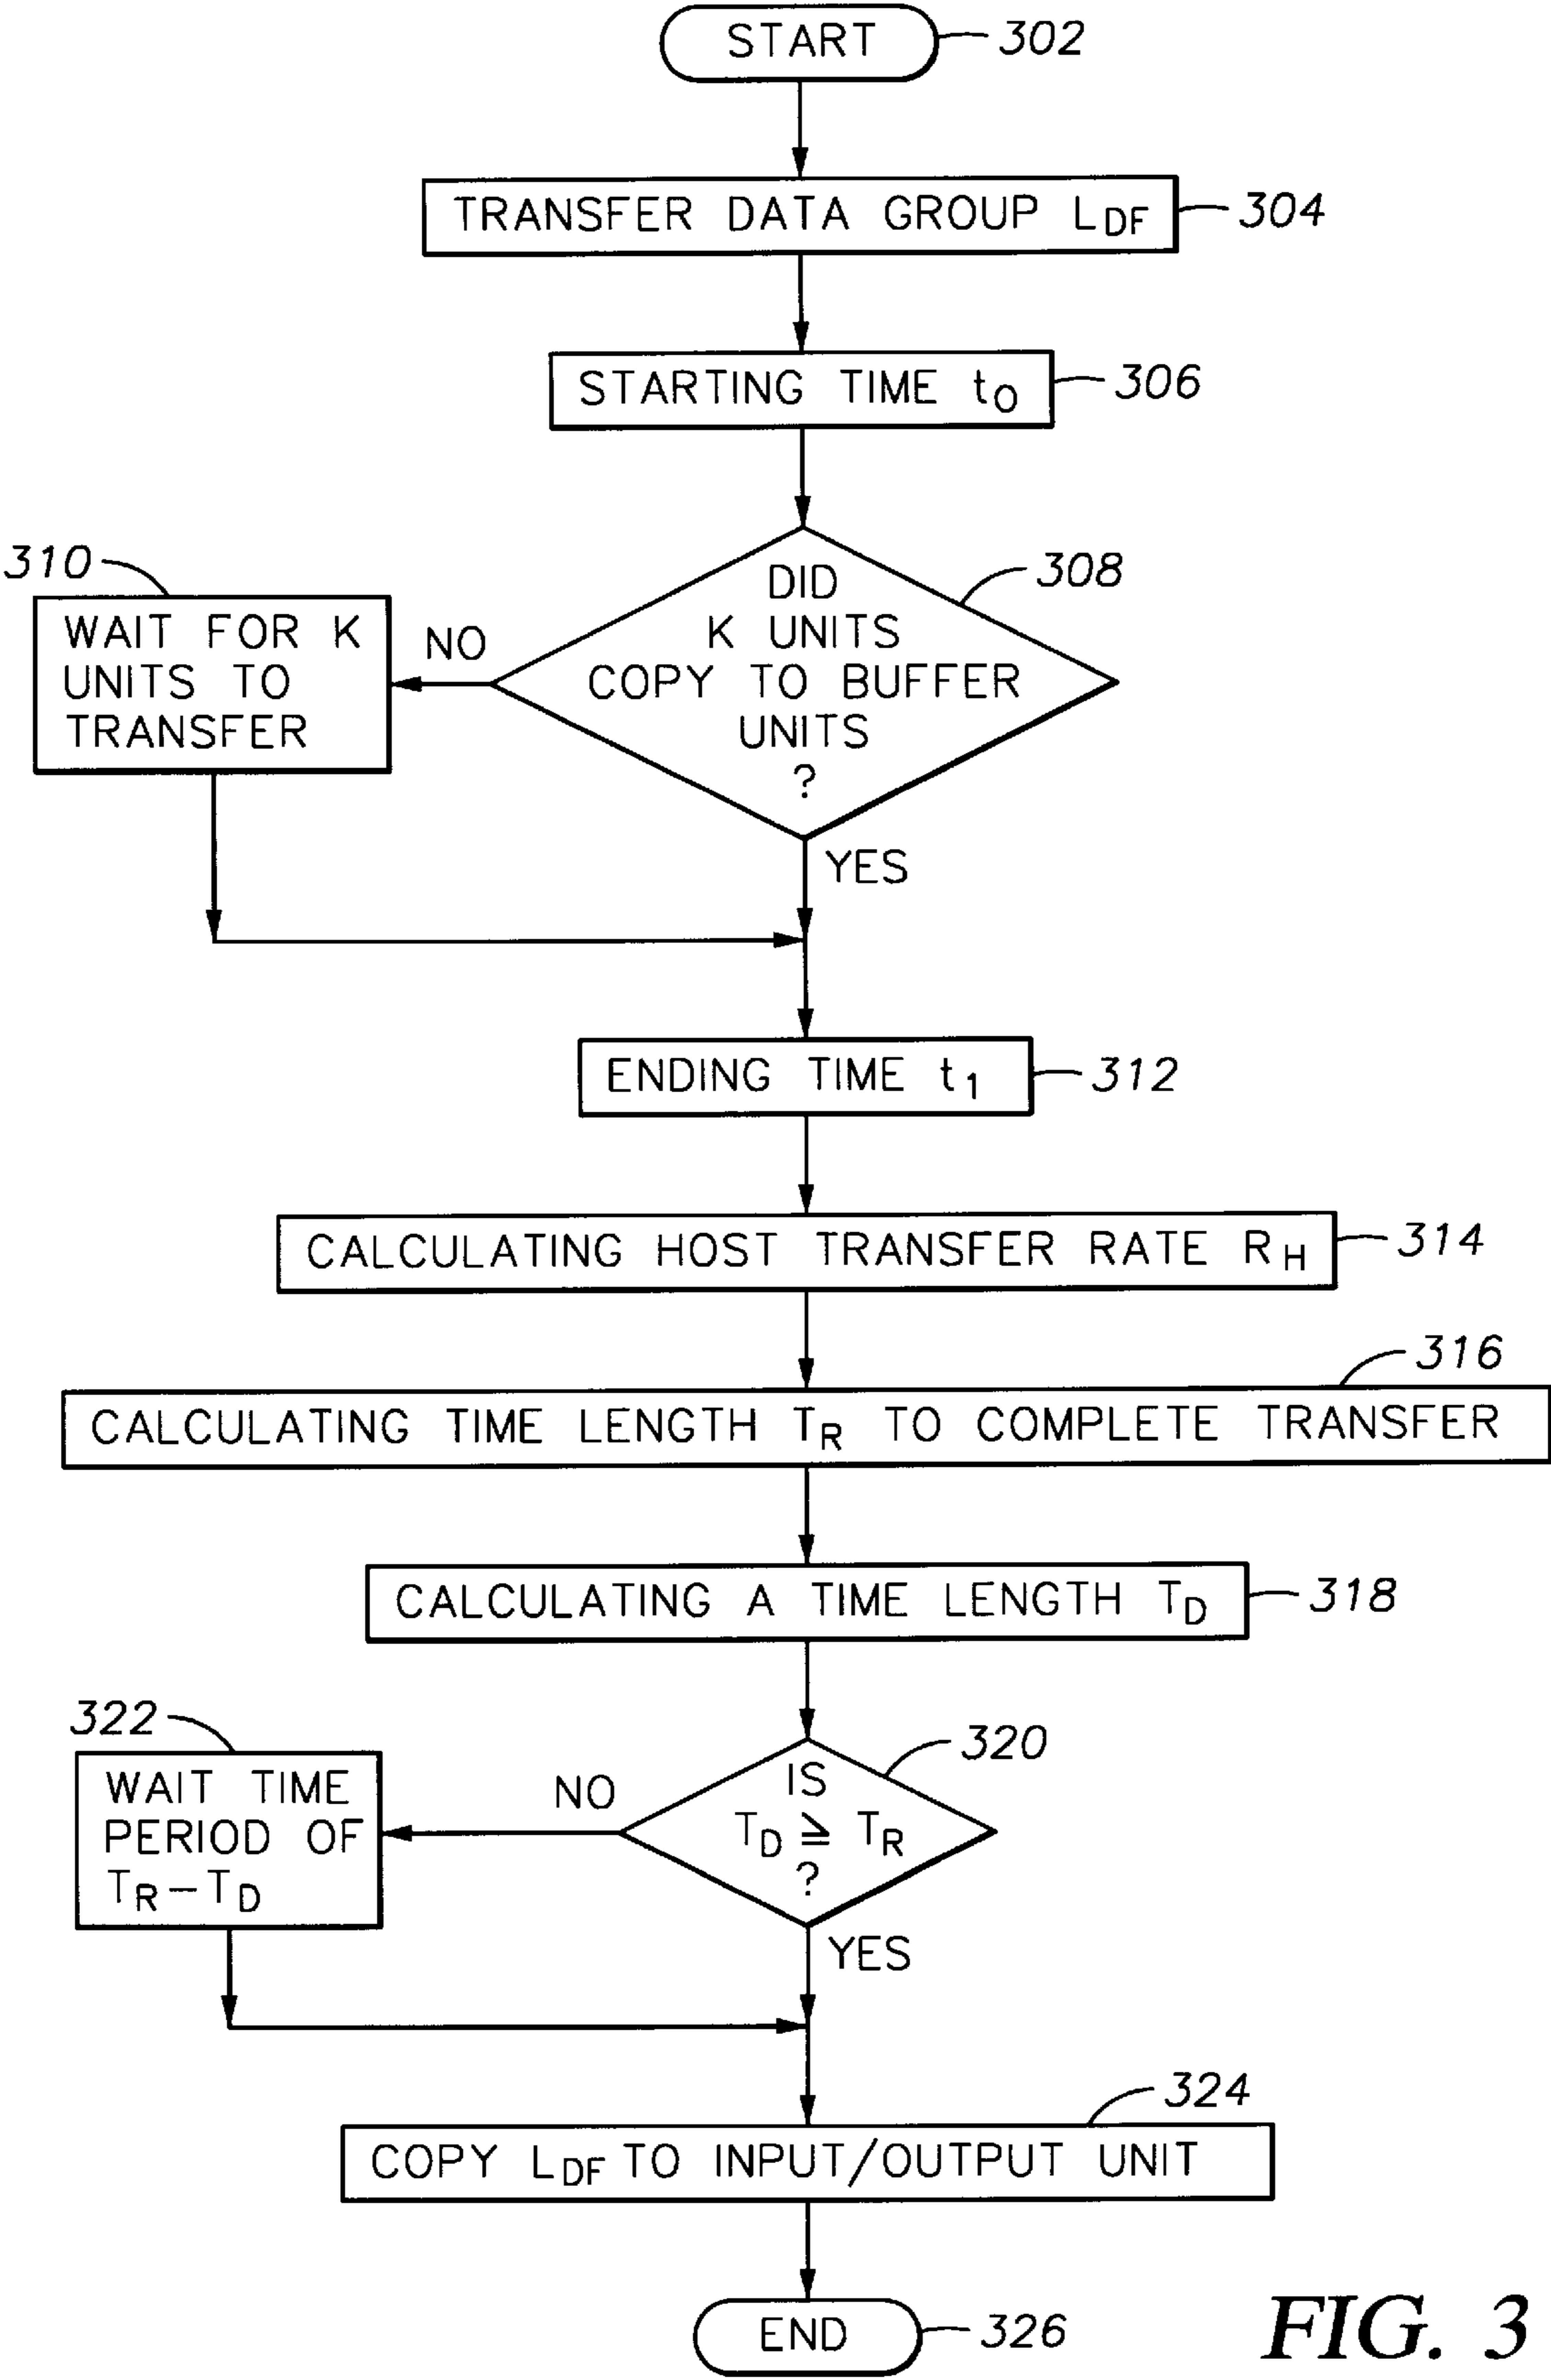 START
302
TRANSFER DATA GROUP LDF
304
STARTING TIME tO
306
310
WAIT FOR K
UNITS TO
TRANSFER
NO
DID
K UNITS
COPY TO BUFFER
UNITS
?
308
YES
ENDING TIME t1
312
CALCULATING HOST TRANSFER RATE RH
314
316
CALCULATING TIME LENGTH TR TO COMPLETE TRANSFER
CALCULATING A TIME LENGTH TD
318
322
WAIT TIME
PERIOD OF
TR-TD
NO
IS
TD ≧ TR
?
320
YES
324
COPY LDF TO INPUT/OUTPUT UNIT
END
326
FIG. 3